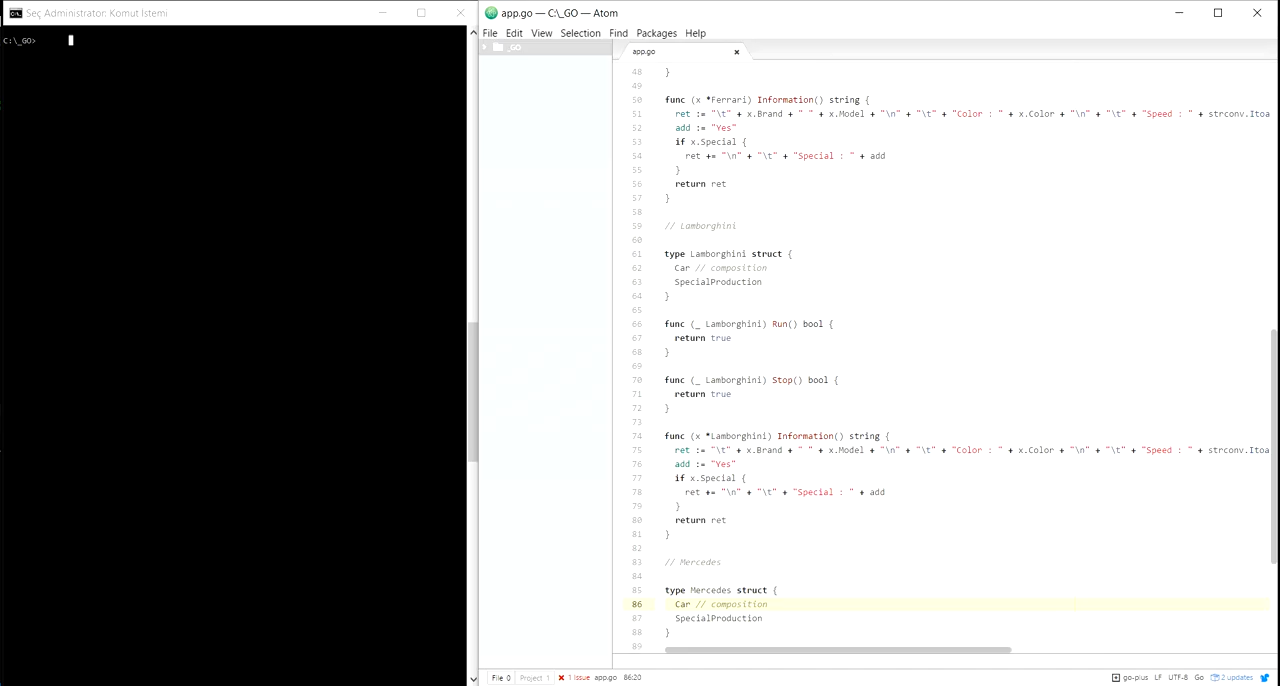 Seç Administrator: Komut İstemi
C:\_GO>
app.go — C:\_GO — Atom
File Edit View Selection Find Packages Help
_GO
app.go
48 }
49
50 func (x *Ferrari) Information() string {
51 ret := "\t" + x.Brand + " " + x.Model + "\n" + "\t" + "Color : " + x.Color + "\n" + "\t" + "Speed : " + strconv.Itoa
52 add := "Yes"
53 if x.Special {
54 ret += "\n" + "\t" + "Special : " + add
55 }
56 return ret
57 }
58
59 // Lamborghini
60
61 type Lamborghini struct {
62 Car // composition
63 SpecialProduction
64 }
65
66 func (_ Lamborghini) Run() bool {
67 return true
68 }
69
70 func (_ Lamborghini) Stop() bool {
71 return true
72 }
73
74 func (x *Lamborghini) Information() string {
75 ret := "\t" + x.Brand + " " + x.Model + "\n" + "\t" + "Color : " + x.Color + "\n" + "\t" + "Speed : " + strconv.Itoa
76 add := "Yes"
77 if x.Special {
78 ret += "\n" + "\t" + "Special : " + add
79 }
80 return ret
81 }
82
83 // Mercedes
84
85 type Mercedes struct {
86 Car // composition
87 SpecialProduction
88 }
89
File 0 Project 1 1 Issue app.go 86:20 go-plus LF UTF-8 Go 2 updates